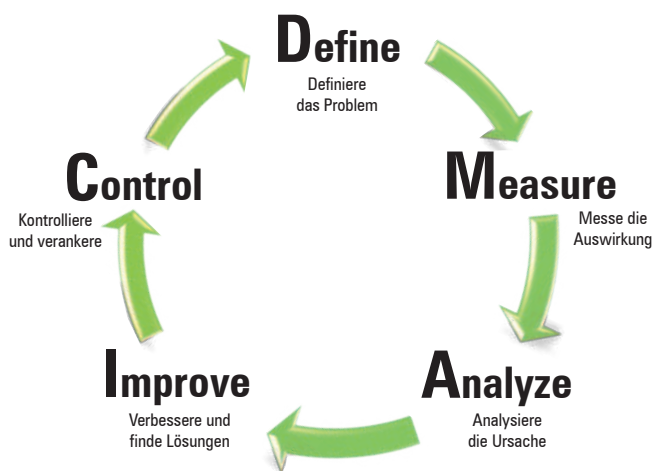 Define
Definiere
das Problem
Measure
Messe die
Auswirkung
Analyze
Analysiere
die Ursache
Improve
Verbessere und
finde Lösungen
Control
Kontrolliere
und verankere